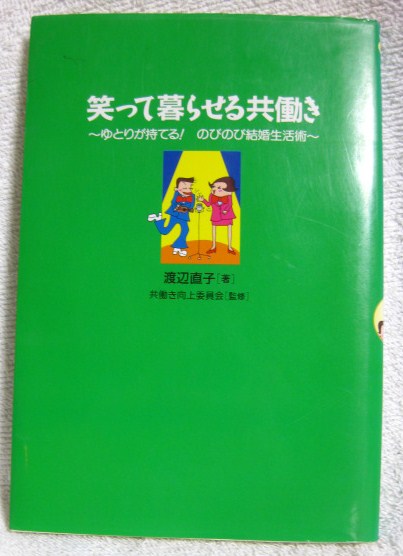 笑って暮らせる共働き
〜ゆとりが持てる！ のびのび結婚生活術〜
渡辺直子［著］
共働き向上委員会［監修］